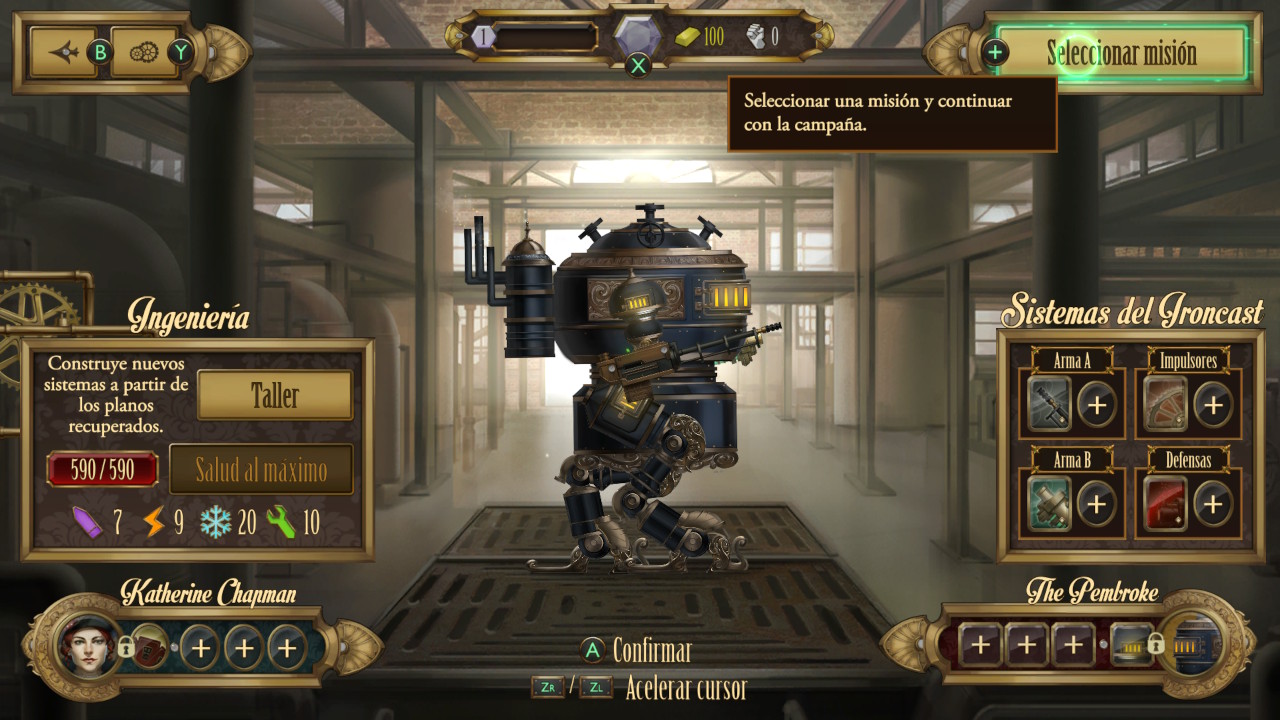 B
Y
1
X
100
0
+ Seleccionar misión
Seleccionar una misión y continuar
con la campaña.
Ingeniería
Construye nuevos
sistemas a partir de
los planos
recuperados.
Taller
590 / 590
Salud al máximo
7
9
20
10
Sistemas del Ironcast
Arma A
Impulsores
+
+
Arma B
Defensas
+
+
Katherine Chapman
+ + +
The Pembroke
+ + +
A Confirmar
ZR / ZL Acelerar cursor